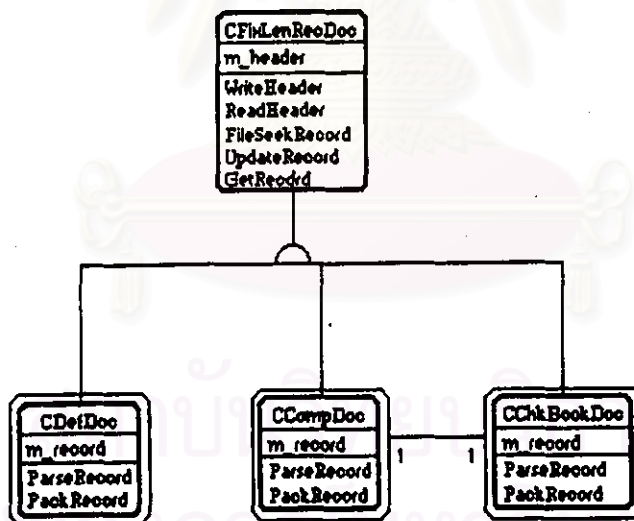 CFixLenRecDoc
m_header
WriteHeader
ReadHeader
FileSeekRecord
UpdateRecord
GetRecord
CDefDoc
m_record
ParseRecord
PackRecord
CCompDoc
m_record
ParseRecord
PackRecord
1 1
CChkBookDoc
m_record
ParseRecord
PackRecord